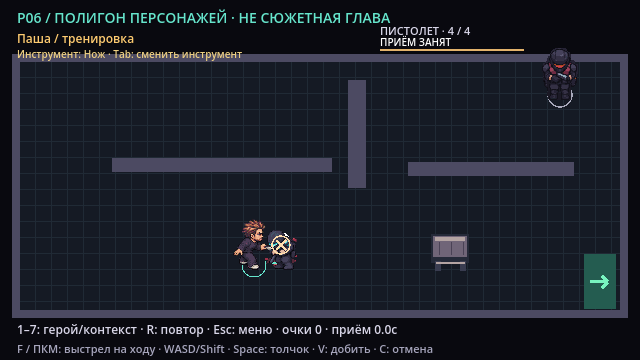 P06 / ПОЛИГОН ПЕРСОНАЖЕЙ · НЕ СЮЖЕТНАЯ ГЛАВА
Паша / тренировка
ПИСТОЛЕТ · 4 / 4
ПРИЁМ ЗАНЯТ
Инструмент: Нож · Tab: сменить инструмент
1–7: герой/контекст · R: повтор · Esc: меню · очки 0 · приём 0.0с
F / ПКМ: выстрел на ходу · WASD/Shift · Space: толчок · V: добить · C: отмена